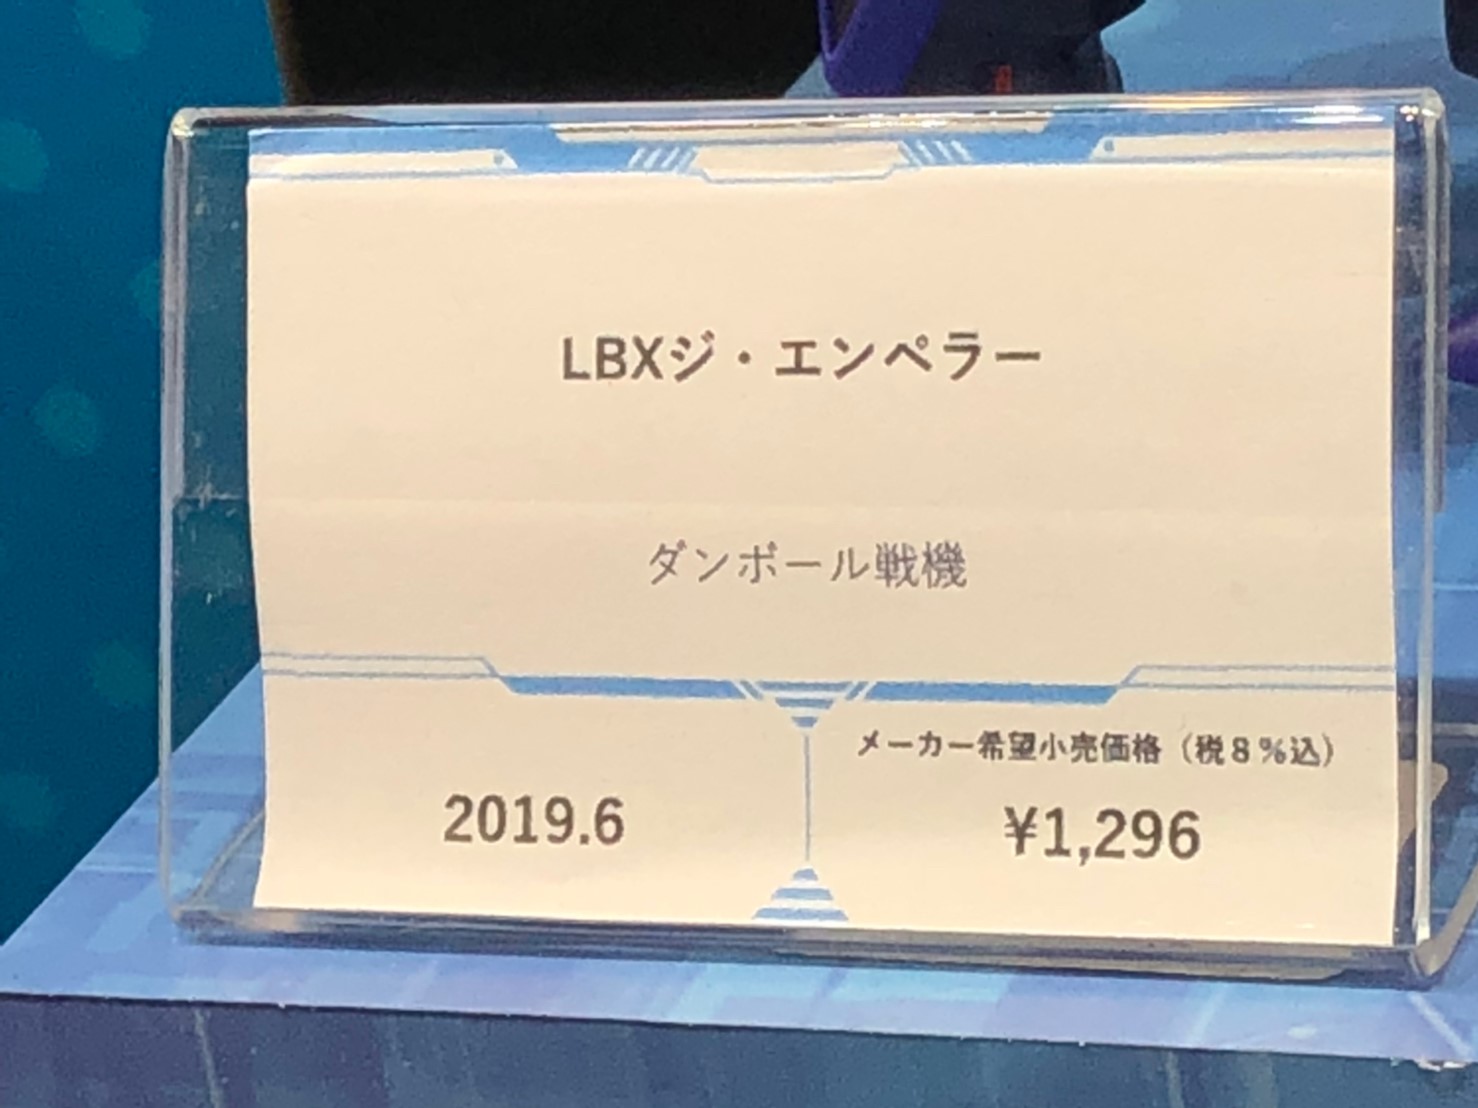 LBXジ・エンペラー
ダンボール戦機
2019.6
メーカー希望小売価格（税８％込）
¥1,296